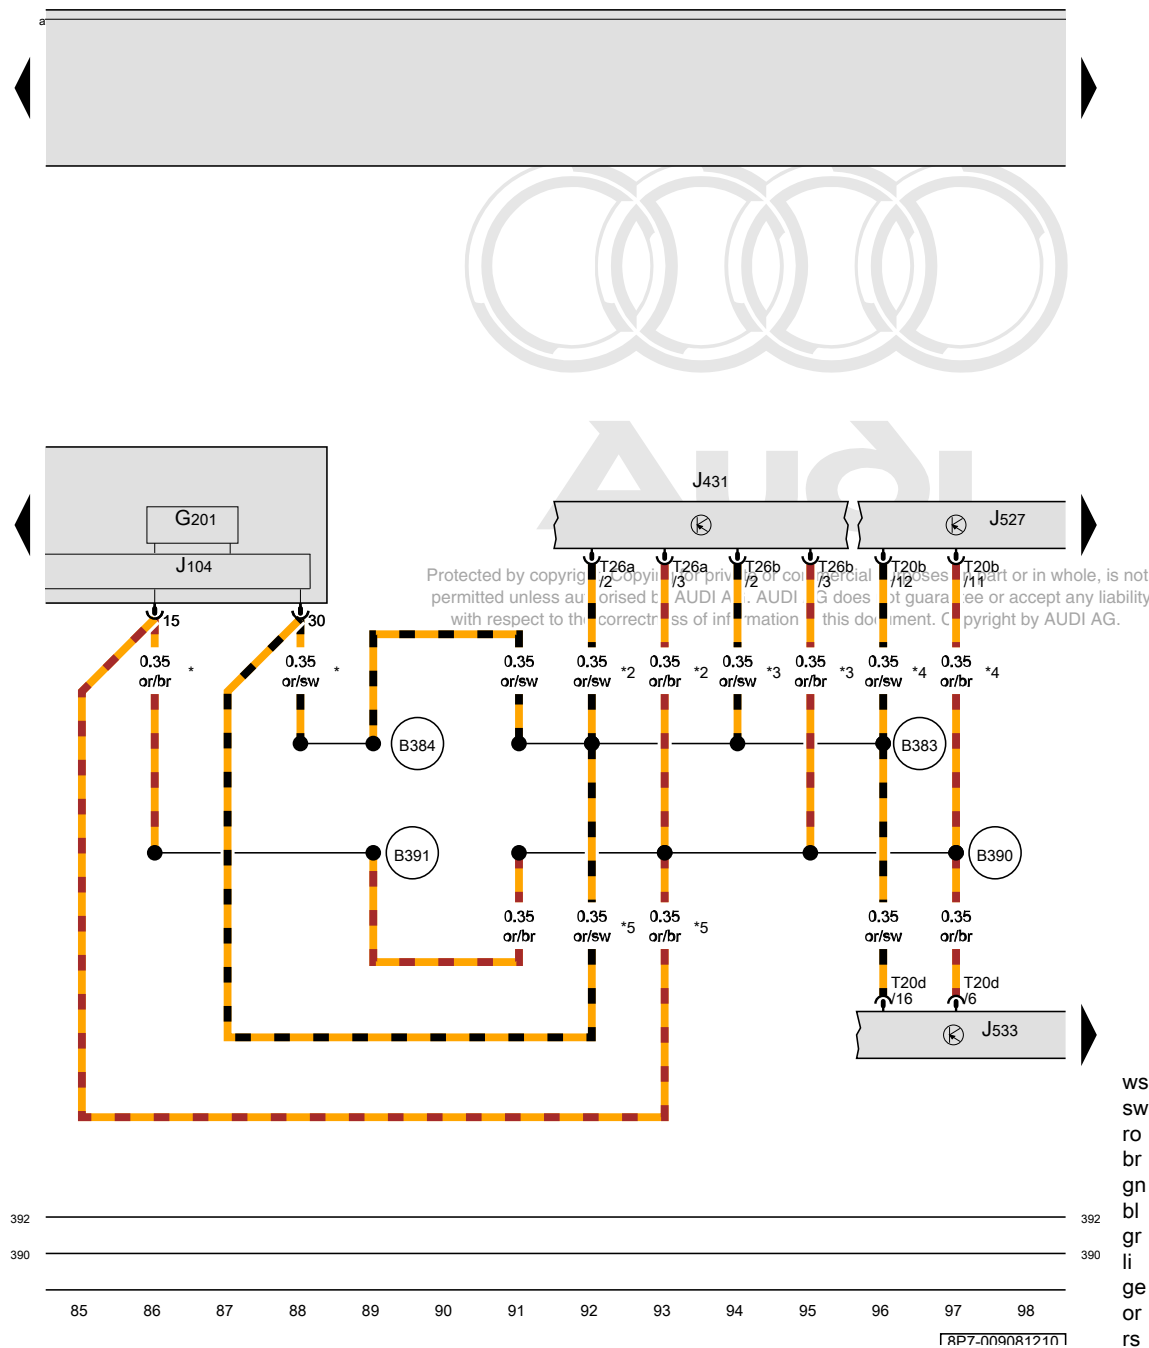 a
Audi
J431
G201
J527
J104
T26a
/2
T26a
/3
T26b
/2
T26b
/3
T20b
/12
T20b
/11
Protected by copyright. Copying for private or commercial purposes, in part or in whole, is not
permitted unless authorised by AUDI AG. AUDI AG does not guarantee or accept any liability
with respect to the correctness of information in this document. Copyright by AUDI AG.
15
30
0.35
or/br
*
0.35
or/sw
*
0.35
or/sw
0.35
or/sw
*2
0.35
or/br
*2
0.35
or/sw
*3
0.35
or/br
*3
0.35
or/sw
*4
0.35
or/br
*4
B384
B383
B391
B390
0.35
or/br
0.35
or/sw
*5
0.35
or/br
*5
0.35
or/sw
0.35
or/br
T20d
/16
T20d
/6
J533
ws
sw
ro
br
gn
bl
gr
li
ge
or
rs
392
392
390
390
85 86 87 88 89 90 91 92 93 94 95 96 97 98
8P7-009081210